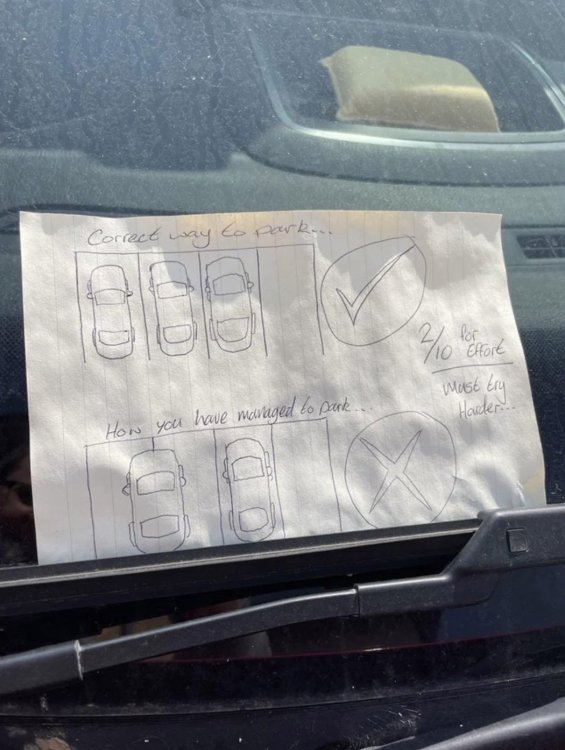 Correct way to park...
2/10 for
Effort
Must try
Harder...
How you have managed to park...